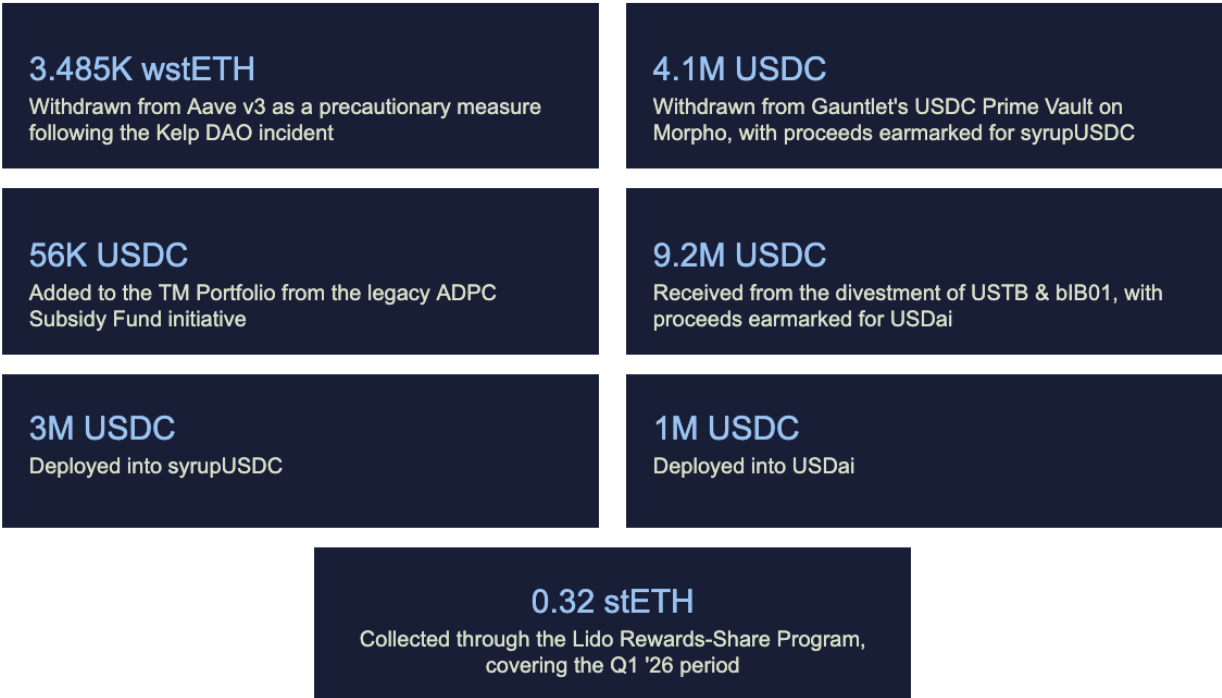 3.485K wstETH
Withdrawn from Aave v3 as a precautionary measure
following the Kelp DAO incident
4.1M USDC
Withdrawn from Gauntlet's USDC Prime Vault on
Morpho, with proceeds earmarked for syrupUSDC
56K USDC
Added to the TM Portfolio from the legacy ADPC
Subsidy Fund initiative
9.2M USDC
Received from the divestment of USTB & bIB01, with
proceeds earmarked for USDai
3M USDC
Deployed into syrupUSDC
1M USDC
Deployed into USDai
0.32 stETH
Collected through the Lido Rewards-Share Program,
covering the Q1 '26 period